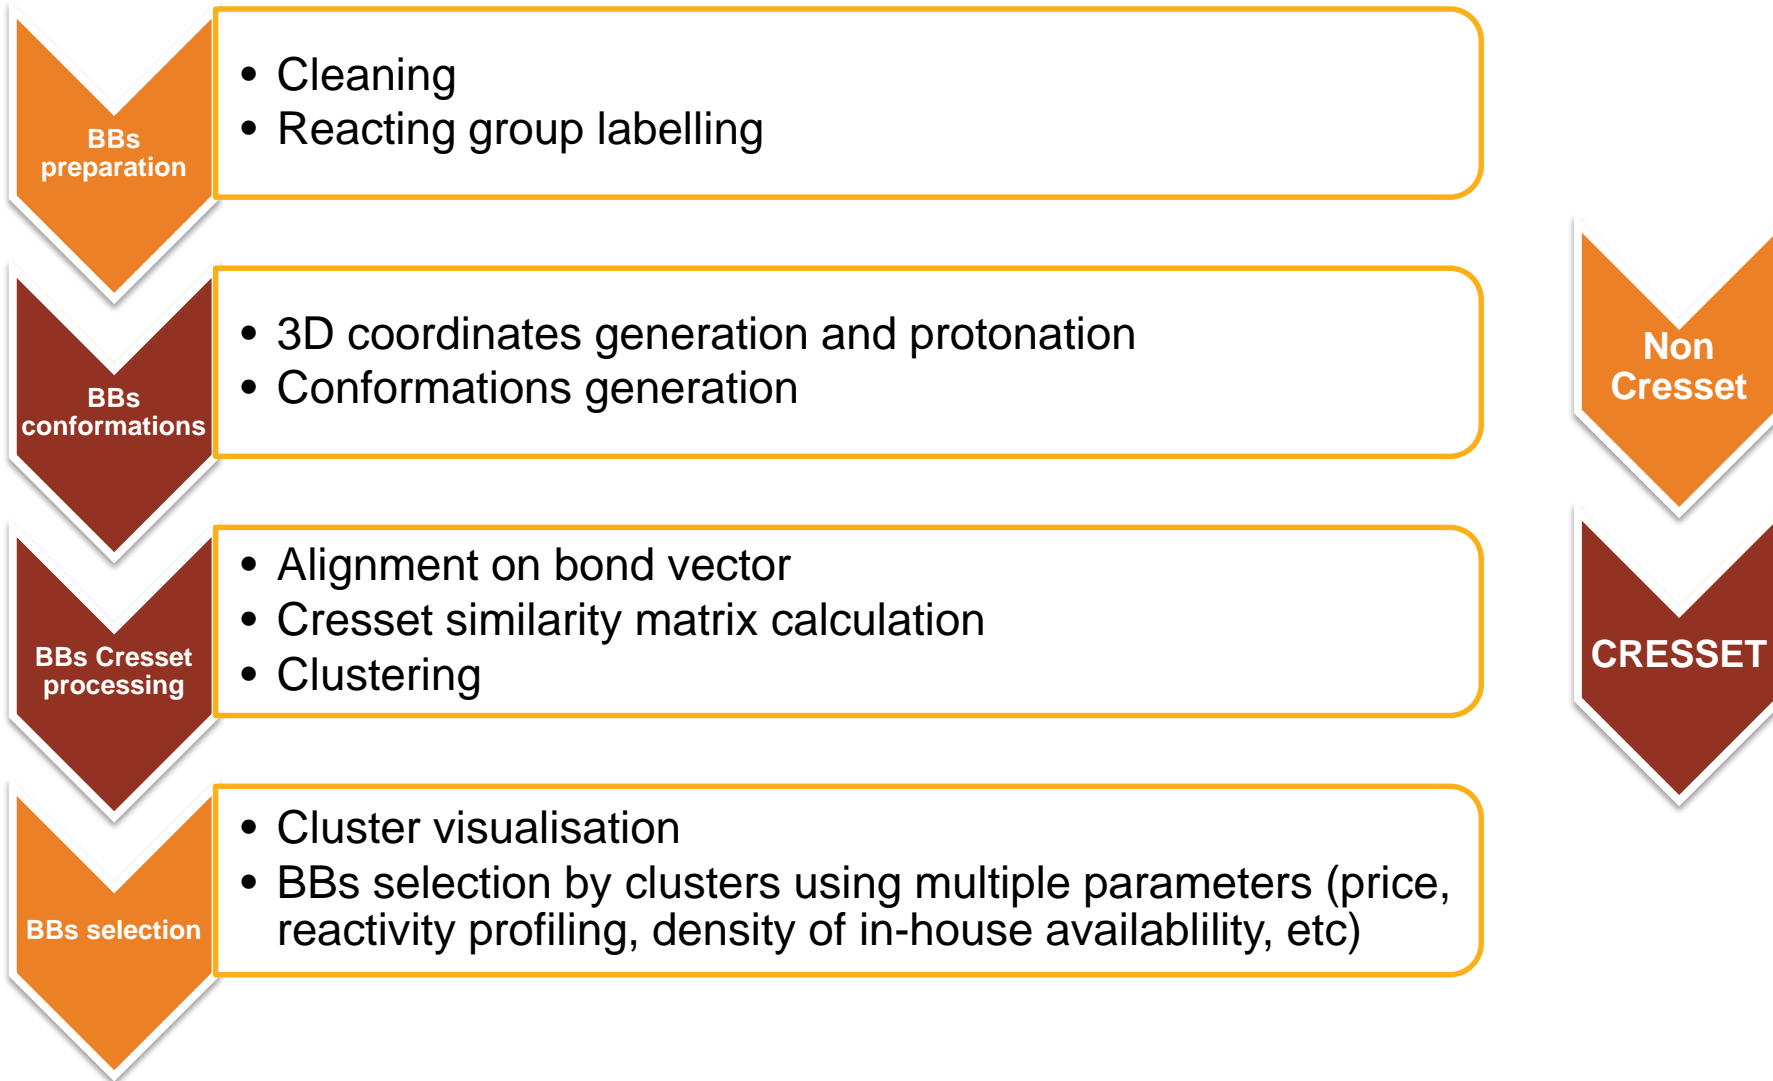 BBs
preparation
• Cleaning
• Reacting group labelling
BBs
conformations
• 3D coordinates generation and protonation
• Conformations generation
BBs Cresset
processing
• Alignment on bond vector
• Cresset similarity matrix calculation
• Clustering
BBs selection
• Cluster visualisation
• BBs selection by clusters using multiple parameters (price,
reactivity profiling, density of in-house availablility, etc)
Non
Cresset
CRESSET